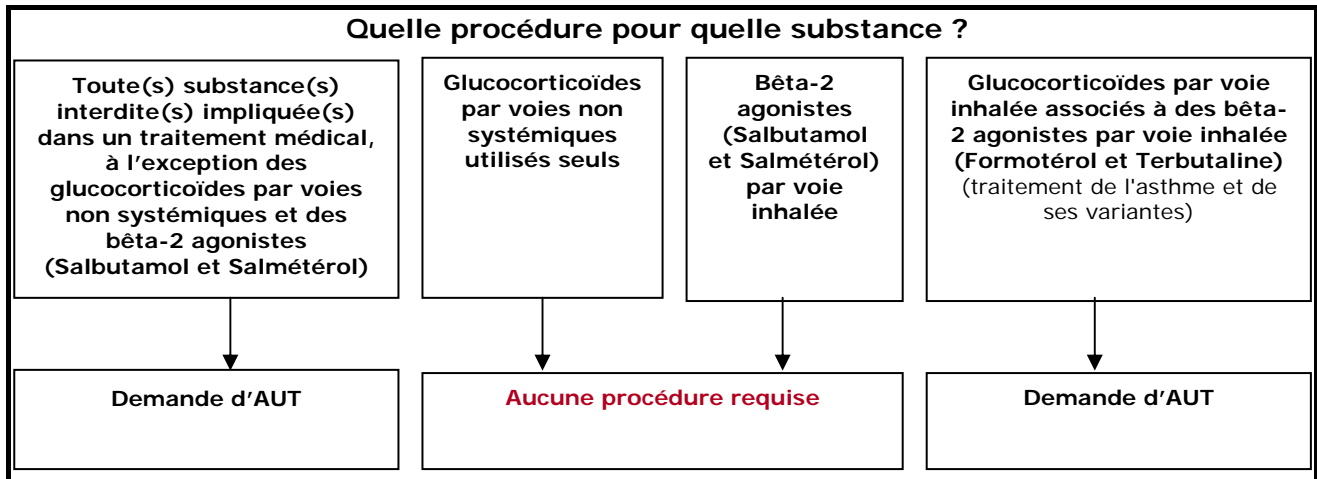 Quelle procédure pour quelle substance ?
Toute(s) substance(s)
interdite(s) impliquée(s)
dans un traitement médical,
à l'exception des
glucocorticoïdes par voies
non systémiques et des
bêta-2 agonistes
(Salbutamol et Salmétérol)
Glucocorticoïdes
par voies non
systémiques
utilisés seuls
Bêta-2
agonistes
(Salbutamol
et Salmétérol)
par voie
inhalée
Glucocorticoïdes par voie
inhalée associés à des bêta-
2 agonistes par voie inhalée
(Formotérol et Terbutaline)
(traitement de l'asthme et de
ses variantes)
Demande d'AUT
Aucune procédure requise
Demande d'AUT